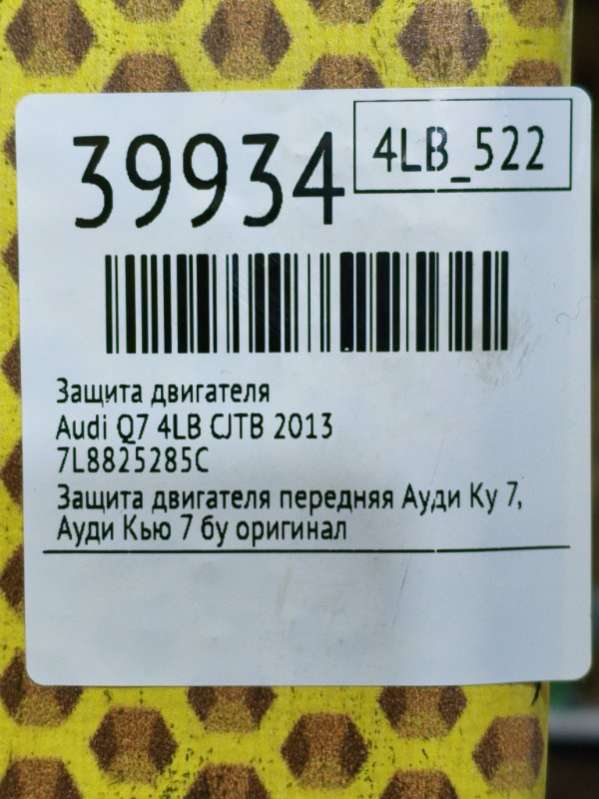 39934
4LB_522
Защита двигателя
Audi Q7 4LB CJTB 2013
7L8825285C
Защита двигателя передняя Ауди Ку 7,
Ауди Кью 7 бу оригинал